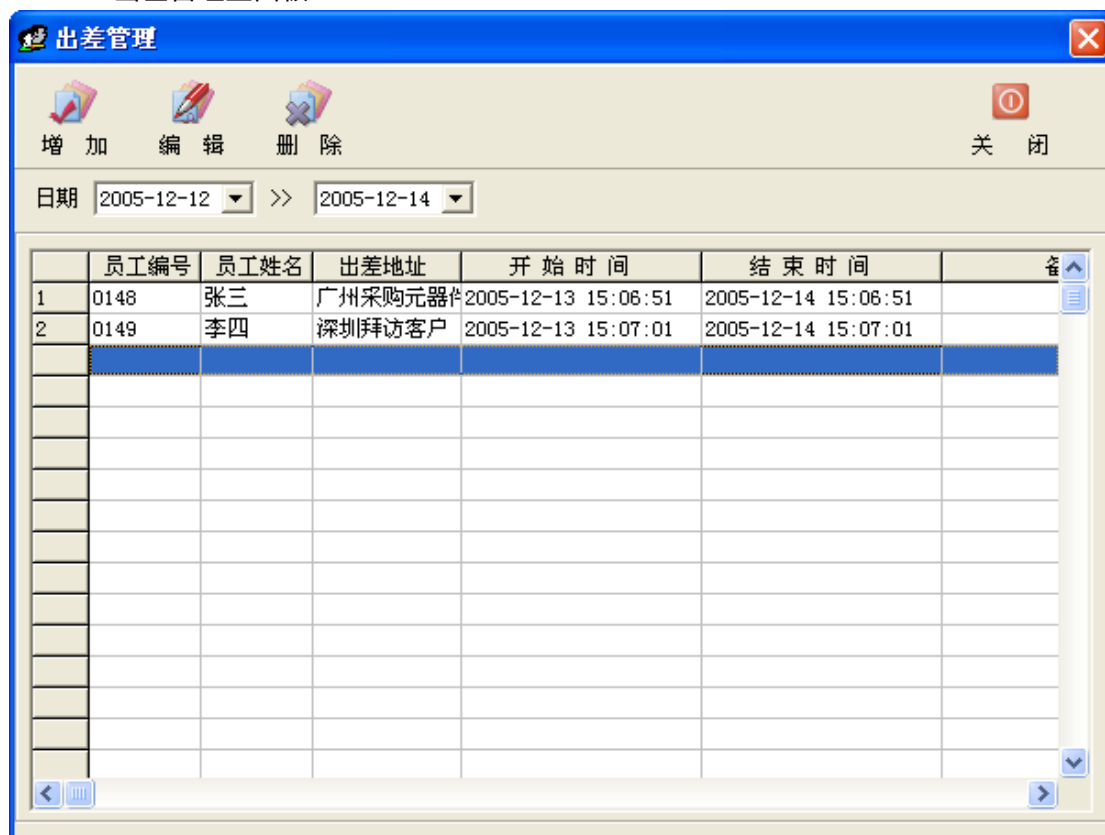 出差管理
增 加 编 辑 删 除 关 闭
日期 2005-12-12 >> 2005-12-14
员工编号 员工姓名 出差地址 开 始 时 间 结 束 时 间
1 0148 张三 广州采购元器件 2005-12-13 15:06:51 2005-12-14 15:06:51
2 0149 李四 深圳拜访客户 2005-12-13 15:07:01 2005-12-14 15:07:01